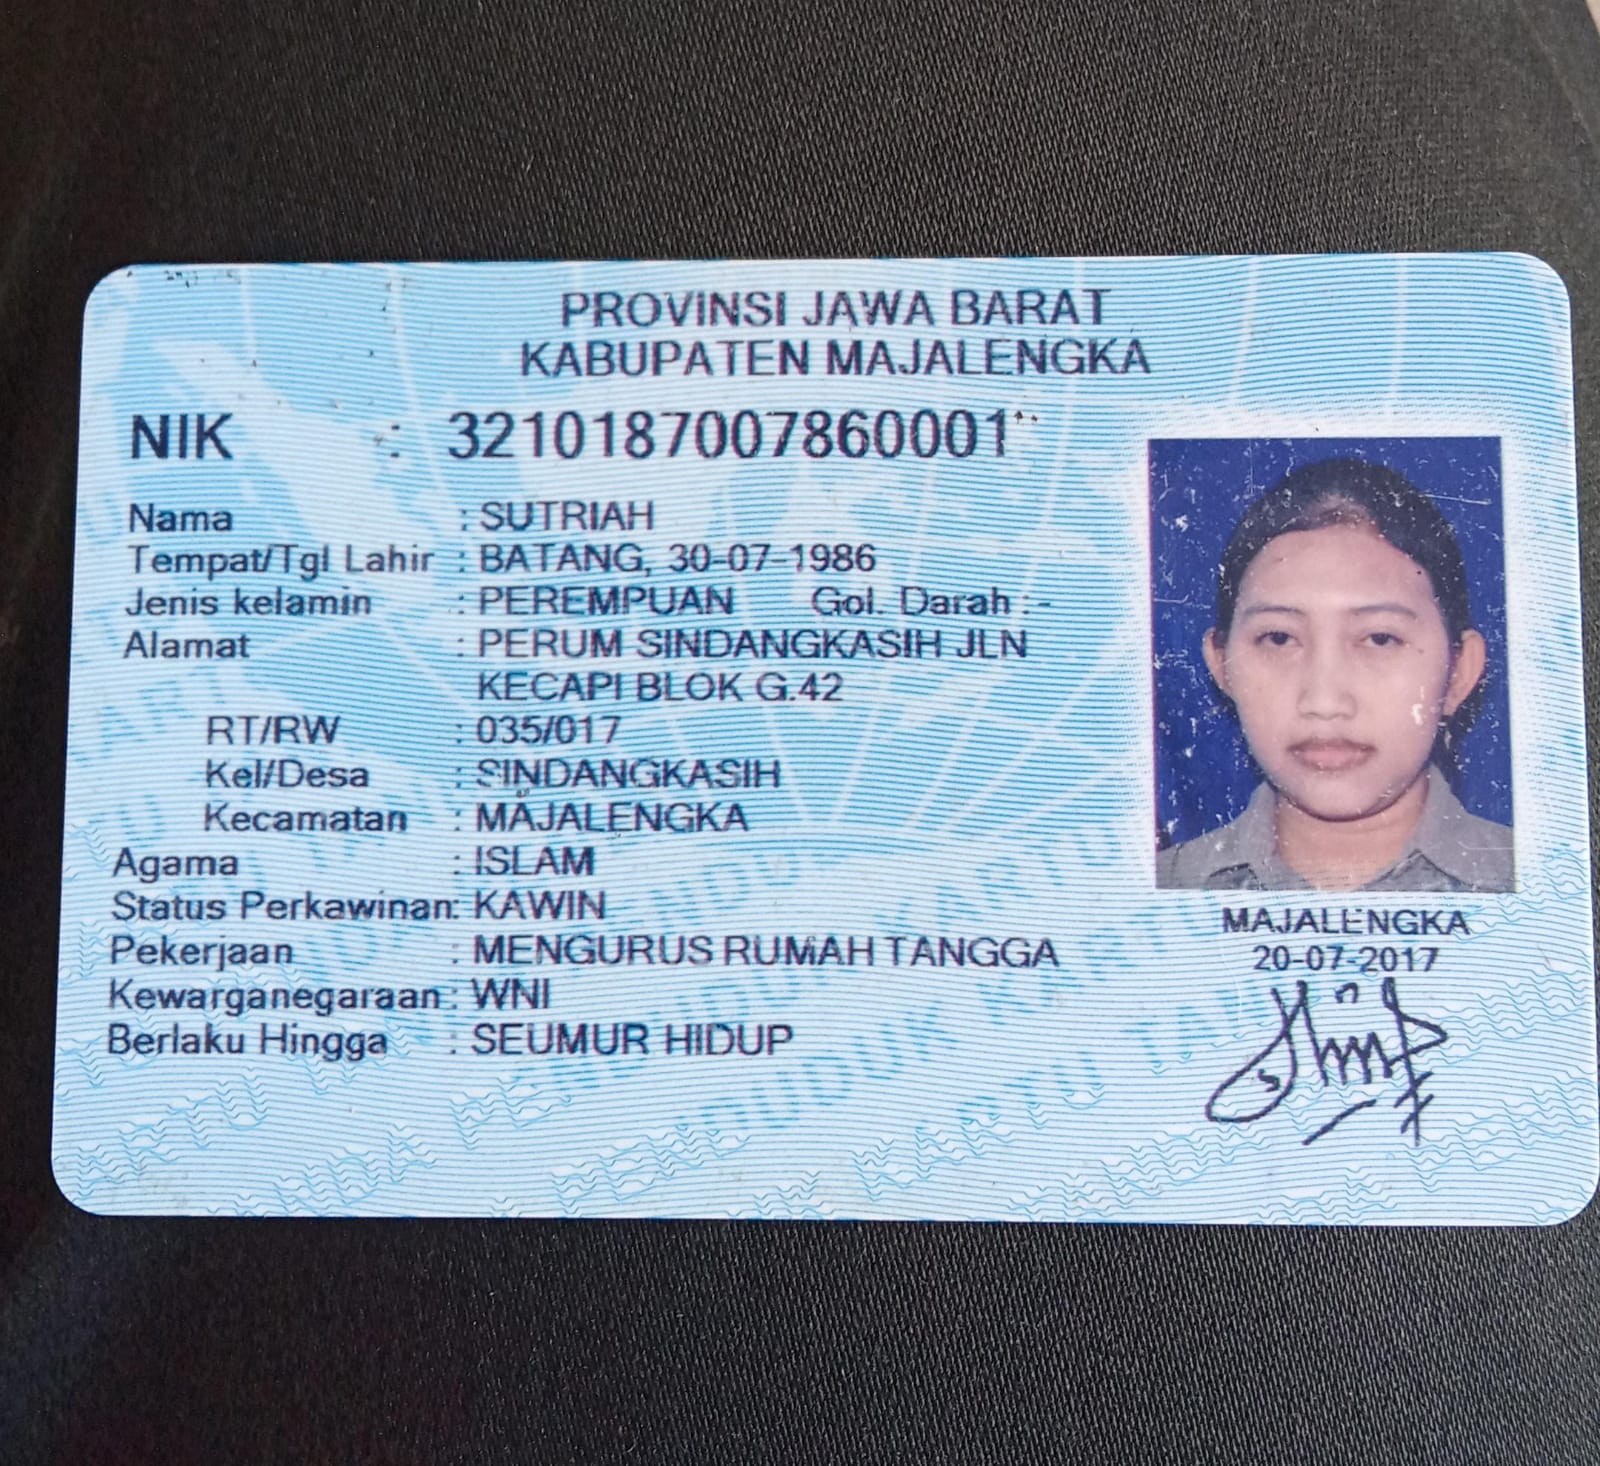 PROVINSI JAWA BARAT
KABUPATEN MAJALENGKA
NIK : 3210187007860001
Nama : SUTRIAH
Tempat/Tgl Lahir : BATANG, 30-07-1986
Jenis kelamin : PEREMPUAN Gol. Darah : -
Alamat : PERUM SINDANGKASIH JLN
KECAPI BLOK G.42
RT/RW : 035/017
Kel/Desa : SINDANGKASIH
Kecamatan : MAJALENGKA
Agama : ISLAM
Status Perkawinan: KAWIN
Pekerjaan : MENGURUS RUMAH TANGGA
Kewarganegaraan : WNI
Berlaku Hingga : SEUMUR HIDUP
MAJALENGKA
20-07-2017